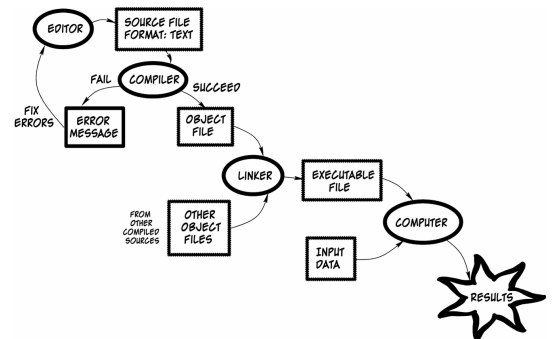 EDITOR
SOURCE FILE
FORMAT: TEXT
FAIL
COMPILER
SUCCEED
FIX
ERRORS
ERROR
MESSAGE
OBJECT
FILE
LINKER
EXECUTABLE
FILE
FROM
OTHER
COMPILED
SOURCES
OTHER
OBJECT
FILES
COMPUTER
INPUT
DATA
RESULTS